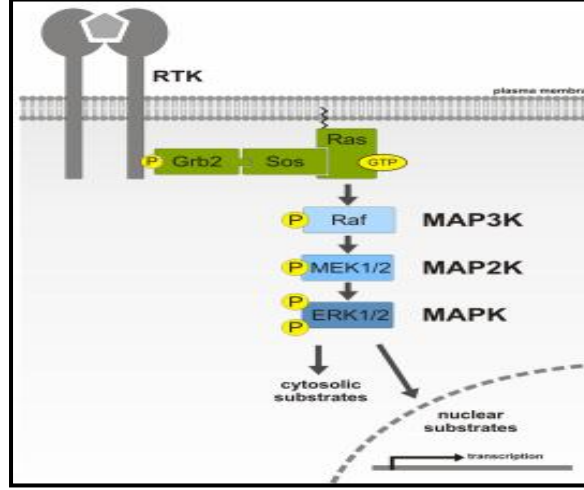 RTK
plasma membra
P
Grb2
Sos
Ras
GTP
P
Raf
MAP3K
P
MEK1/2
MAP2K
P
P
ERK1/2
MAPK
cytosolic
substrates
nuclear
substrates
transcription